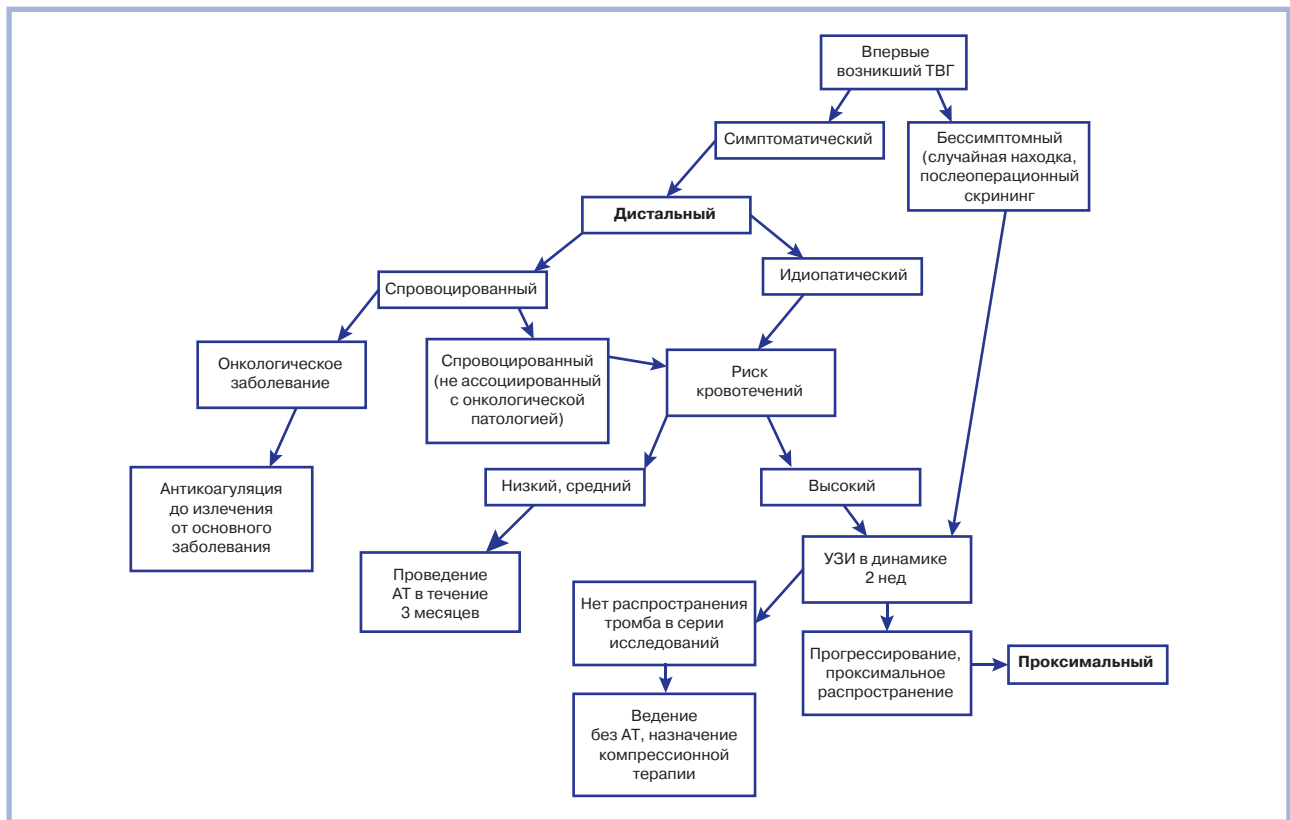 Впервые
возникший ТВГ
Симптоматический
Бессимптомный
(случайная находка,
послеоперационный
скрининг
Дистальный
Идиопатический
Спровоцированный
Онкологическое
заболевание
Спровоцированный
(не ассоциированный
с онкологической
патологией)
Риск
кровотечений
Антикоагуляция
до излечения
от основного
заболевания
Низкий, средний
Высокий
Проведение
АТ в течение
3 месяцев
УЗИ в динамике
2 нед
Нет распространения
тромба в серии
исследований
Прогрессирование,
проксимальное
распространение
Проксимальный
Ведение
без АТ, назначение
компрессионной
терапии